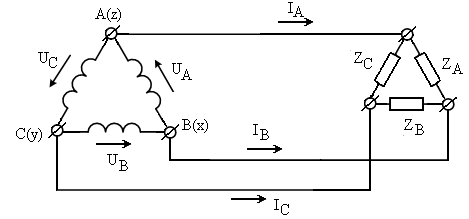 A(z)
I_A
U_C
U_A
Z_C
Z_A
C(y)
B(x)
U_B
I_B
Z_B
I_C